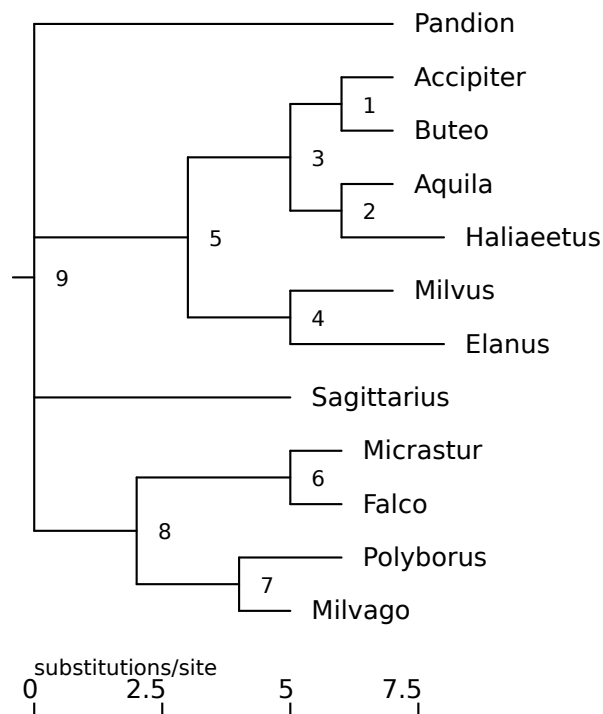 Pandion
Accipiter
1
Buteo
3
Aquila
2
Haliaeetus
5
9
Milvus
4
Elanus
Sagittarius
Micrastur
6
Falco
8
Polyborus
7
Milvago
substitutions/site
0 2.5 5 7.5